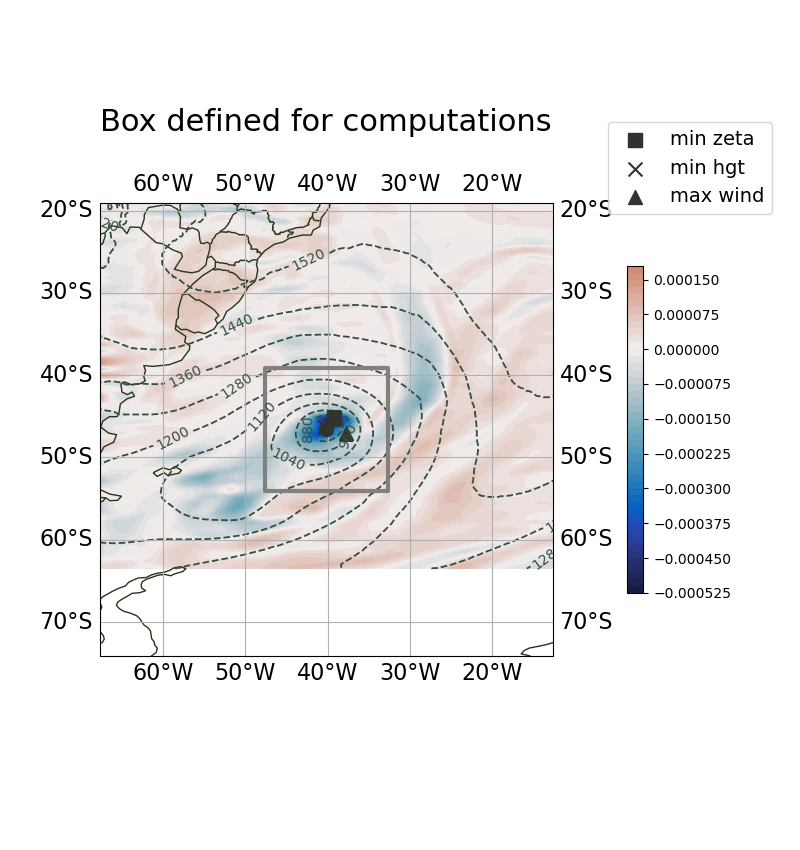 Box defined for computations
min zeta
min hgt
max wind
60°W 50°W 40°W 30°W 20°W
20°S 20°S
30°S 30°S
40°S 40°S
50°S 50°S
60°S 60°S
70°S 70°S
60°W 50°W 40°W 30°W 20°W
1520
1440
1360
1280
1200
1120
1040
880
128
0.000150
0.000075
0.000000
−0.000075
−0.000150
−0.000225
−0.000300
−0.000375
−0.000450
−0.000525